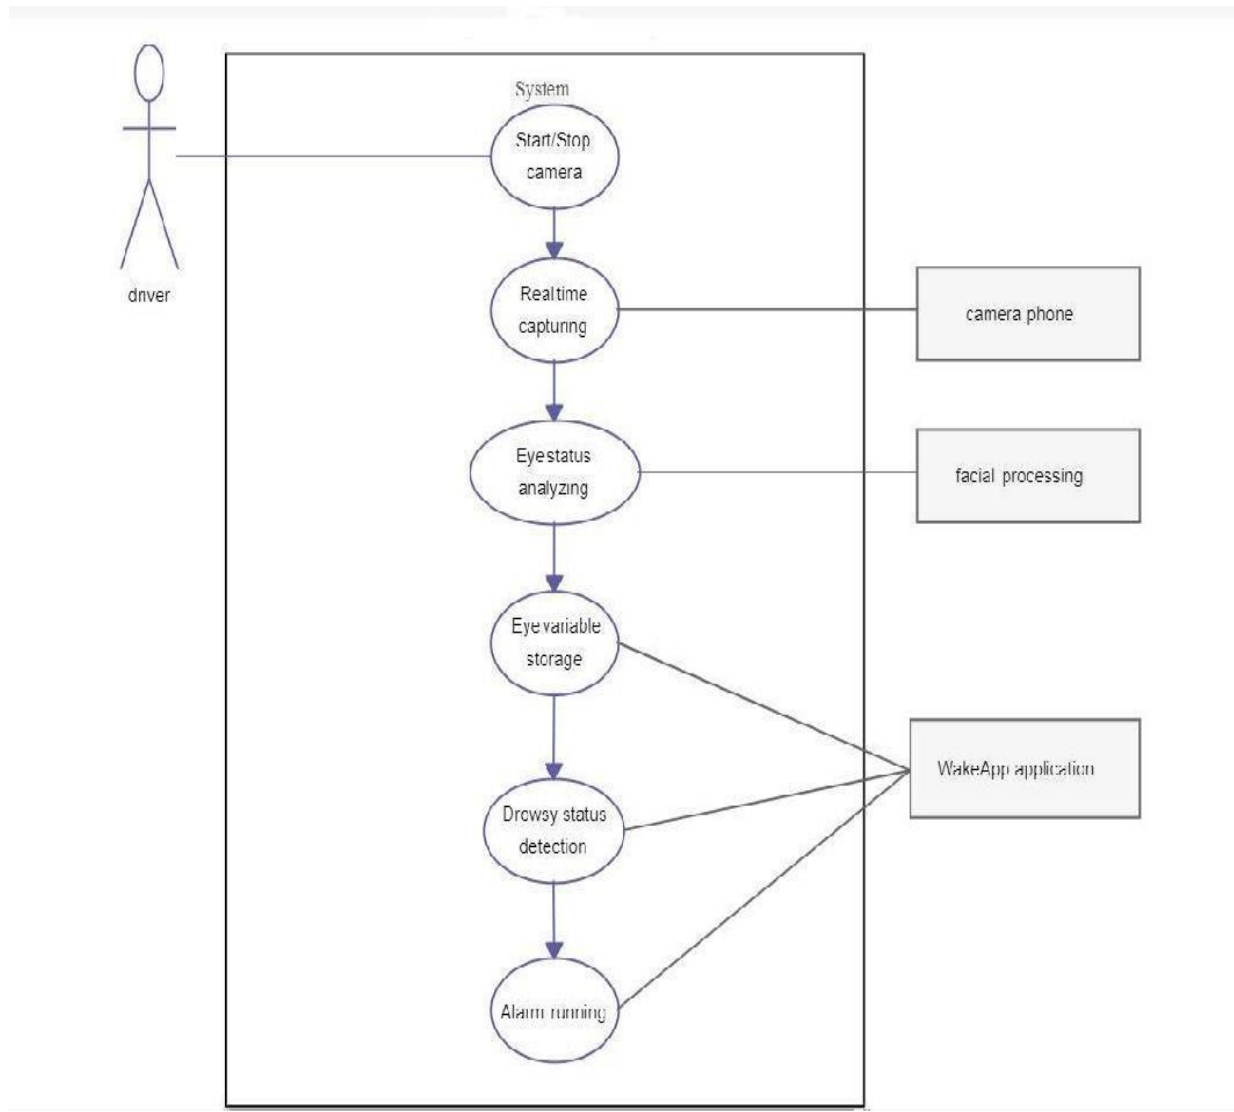 System
Start/Stop
camera
driver
Realtime
capturing
camera phone
Eye status
analyzing
facial processing
Eye variable
storage
WakeApp application
Drowsy status
detection
Alarm running